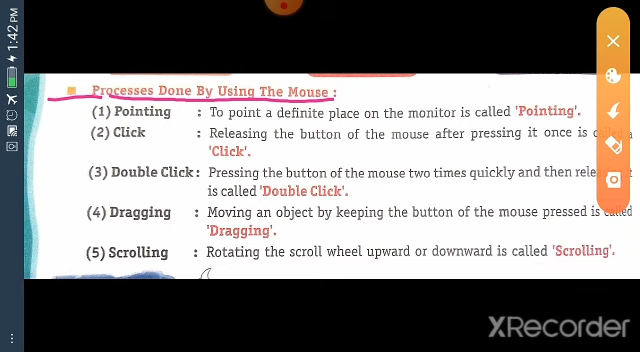 1:42 PM
Processes Done By Using The Mouse :
(1) Pointing : To point a definite place on the monitor is called 'Pointing'.
(2) Click : Releasing the button of the mouse after pressing it once is called a
'Click'.
(3) Double Click : Pressing the button of the mouse two times quickly and then
is called 'Double Click'.
(4) Dragging : Moving an object by keeping the button of the mouse pressed is called
'Dragging'.
(5) Scrolling : Rotating the scroll wheel upward or downward is called 'Scrolling'.
XRecorder